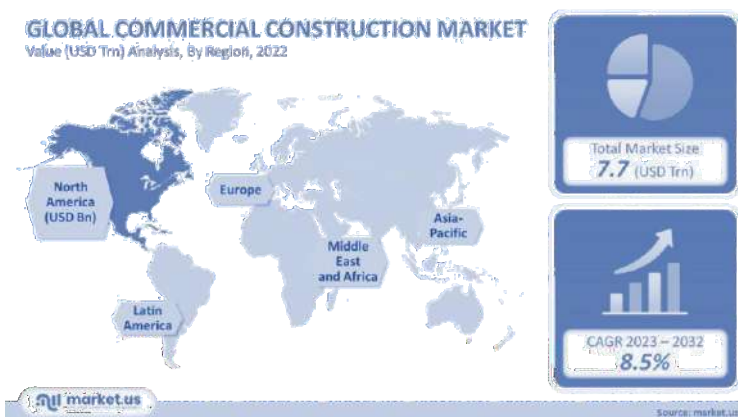 GLOBAL COMMERCIAL CONSTRUCTION MARKET
Value (USD Trn) Analysis, By Region, 2022
North
America
(USD Bn)
Europe
Asia-
Pacific
Middle
East
and Africa
Latin
America
Total Market Size
7.7 (USD Trn)
CAGR 2023 – 2032
8.5%
market.us
Source: market.us